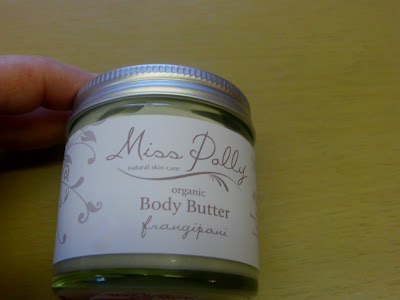 Miss Polly
natural skin care
organic
Body Butter
frangipani